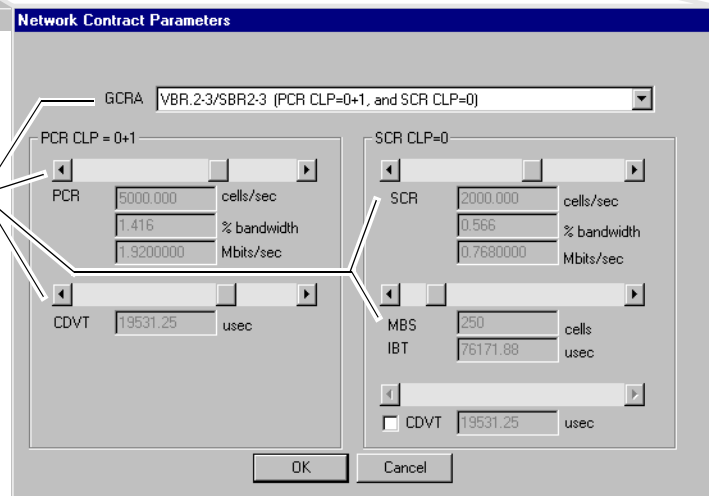 Network Contract Parameters
GCRA VBR.2-3/SBR2-3 (PCR CLP=0+1, and SCR CLP=0)
PCR CLP = 0+1
PCR 5000.000 cells/sec
1.416 % bandwidth
1.9200000 Mbits/sec
CDVT 19531.25 usec
SCR CLP=0
SCR 2000.000 cells/sec
0.566 % bandwidth
0.7680000 Mbits/sec
MBS 250 cells
IBT 76171.88 usec
CDVT 19531.25 usec
OK Cancel